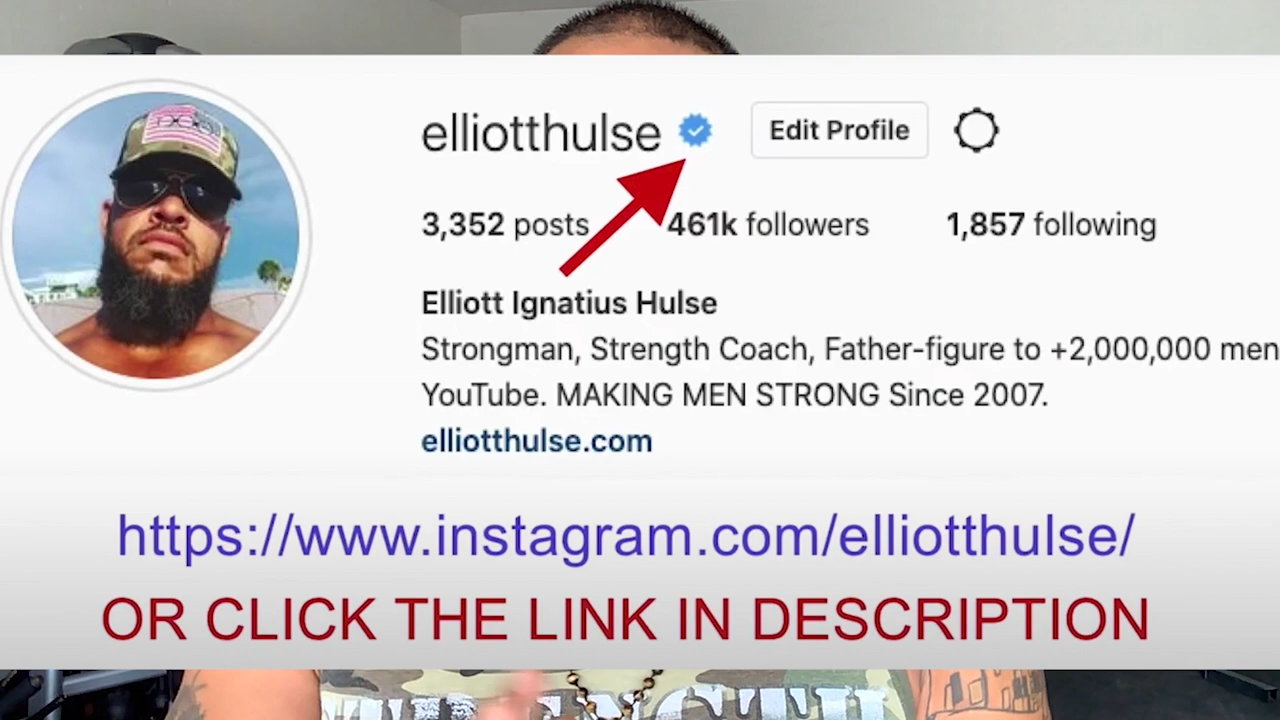 elliotthulse Edit Profile
3,352 posts 461k followers 1,857 following
Elliott Ignatius Hulse
Strongman, Strength Coach, Father-figure to +2,000,000 men
YouTube. MAKING MEN STRONG Since 2007.
elliotthulse.com
https://www.instagram.com/elliotthulse/
OR CLICK THE LINK IN DESCRIPTION